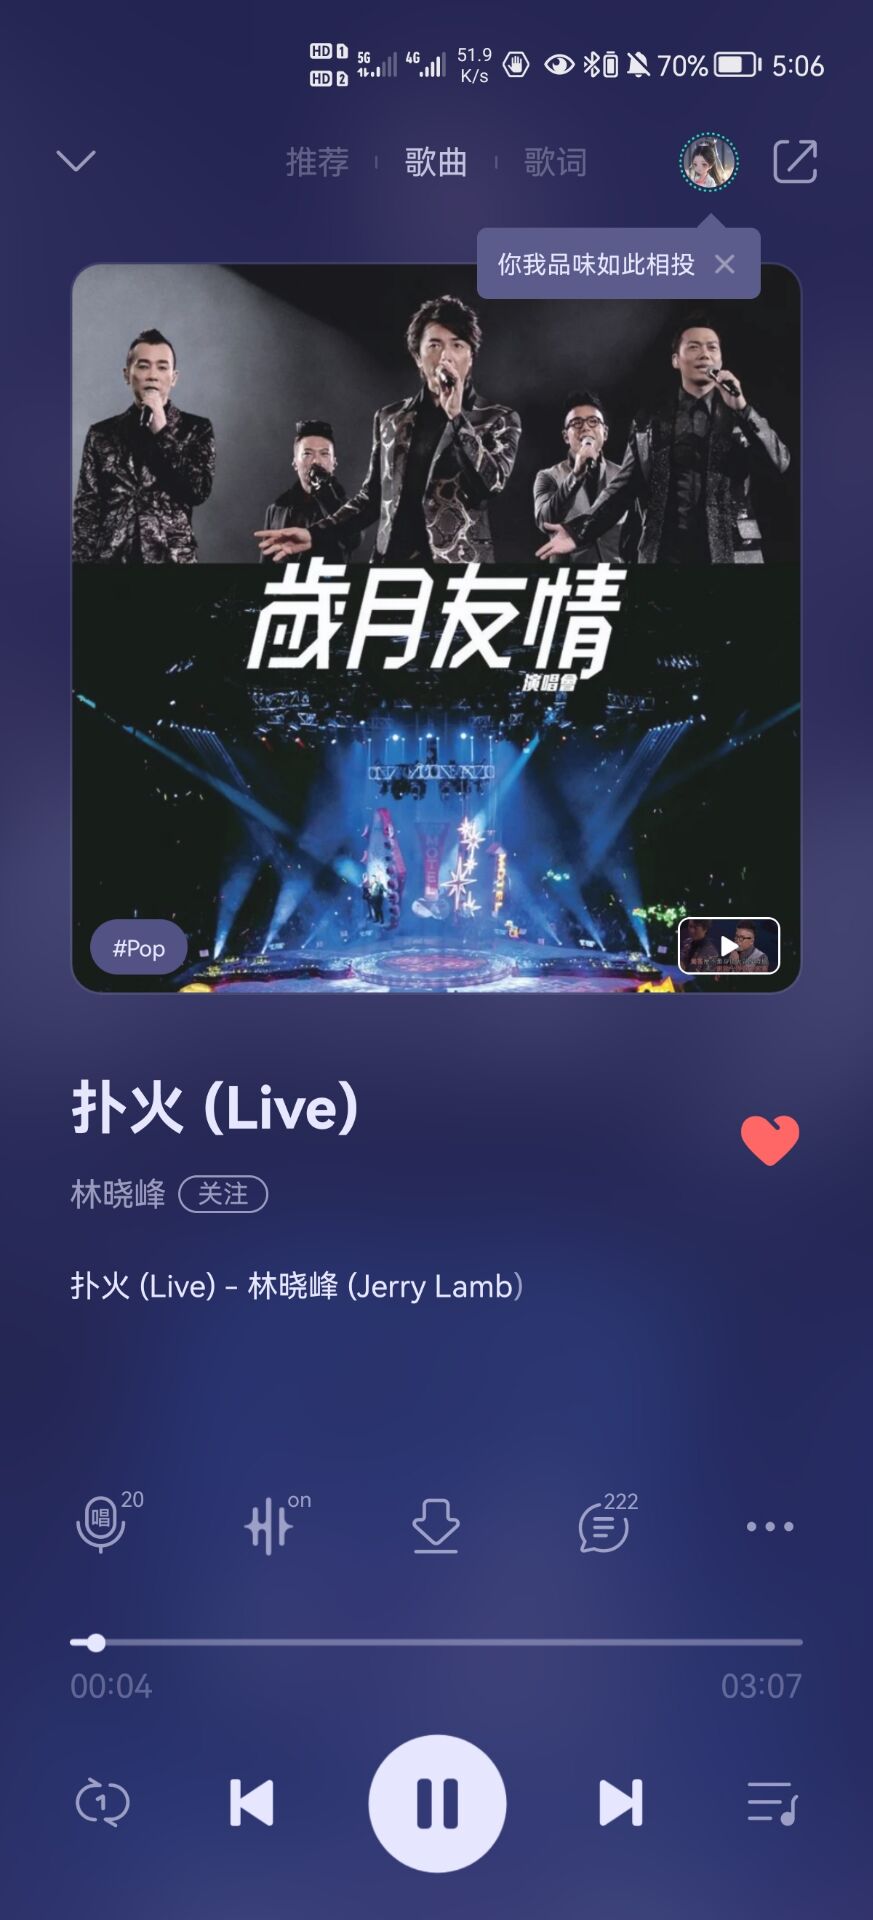 HD 1
HD 2
5G
4G
51.9
K/s
70%
5:06
推荐
歌曲
歌词
你我品味如此相投
歲月友情
演唱會
MOTEL
MOTEL
#Pop
扑火 (Live)
林晓峰
关注
扑火 (Live) - 林晓峰 (Jerry Lamb)
唱
20
on
222
00:04
03:07
1